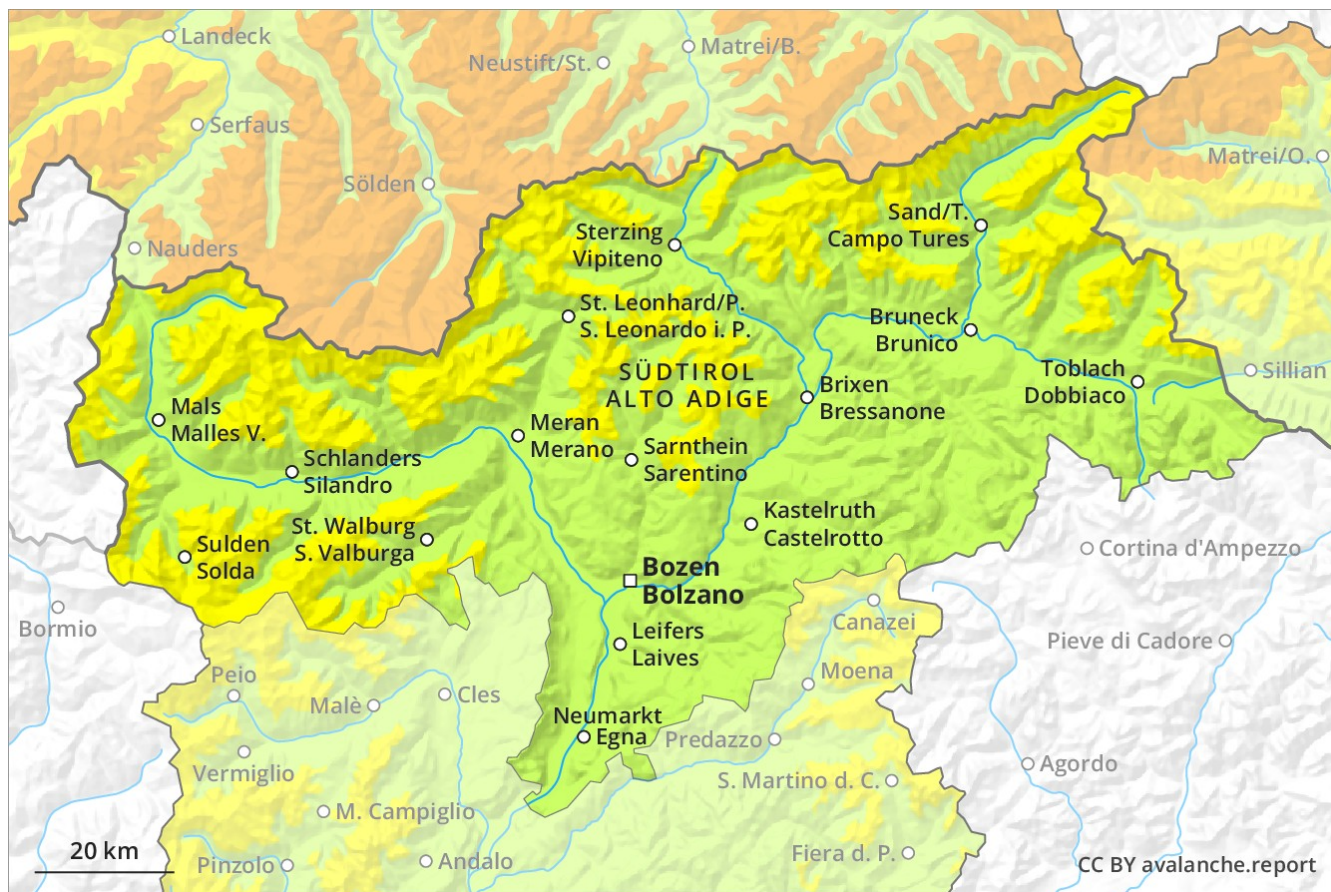 Landeck
Matrei/B.
Neustift/St.
Serfaus
Matrei/O.
Sölden
Sand/T.
Campo Tures
Sterzing
Vipiteno
Nauders
St. Leonhard/P.
S. Leonardo i. P.
Bruneck
Brunico
SÜDTIROL
ALTO ADIGE
Toblach
Dobbiaco
Sillian
Brixen
Bressanone
Mals
Malles V.
Meran
Merano
Sarnthein
Sarentino
Schlanders
Silandro
Kastelruth
Castelrotto
St. Walburg
S. Valburga
Sulden
Solda
Cortina d'Ampezzo
Bozen
Bolzano
Bormio
Canazei
Leifers
Laives
Pieve di Cadore
Peio
Moena
Malè
Cles
Neumarkt
Egna
Predazzo
Vermiglio
Agordo
S. Martino d. C.
M. Campiglio
20 km
Pinzolo
Andalo
Fiera d. P.
CC BY avalanche.report